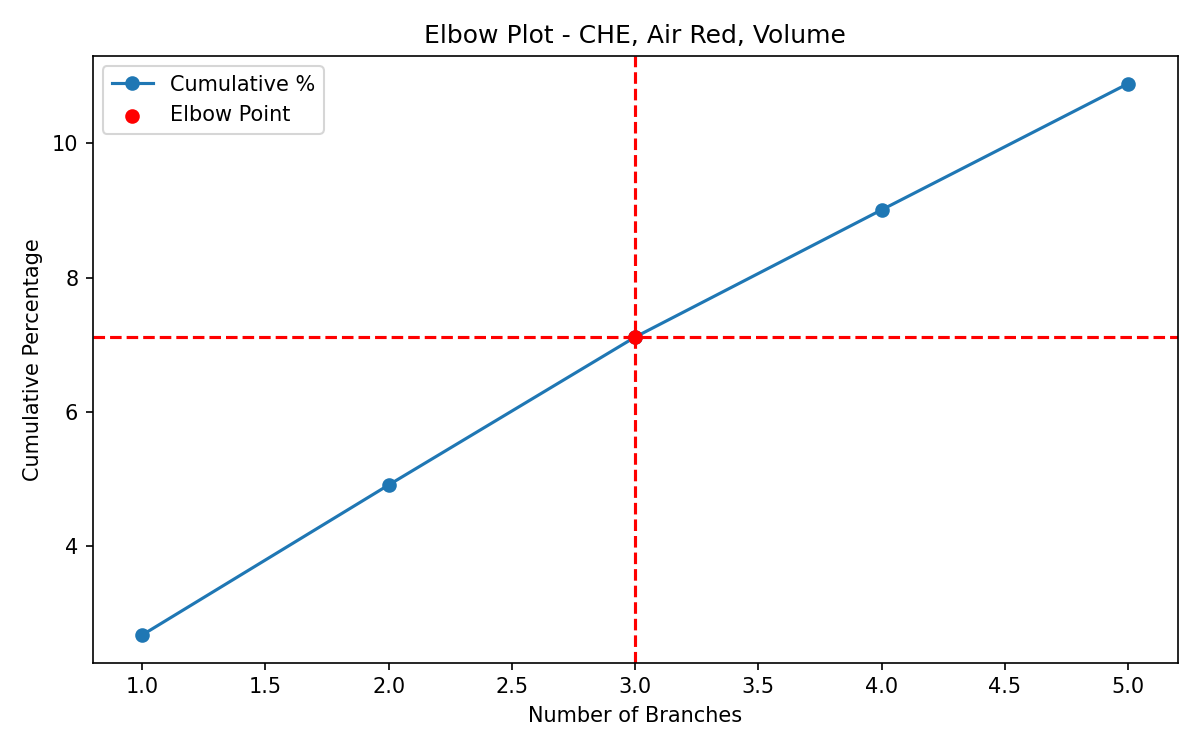 Elbow Plot - CHE, Air Red, Volume
Cumulative %
Elbow Point
Cumulative Percentage
10
8
6
4
1.0 1.5 2.0 2.5 3.0 3.5 4.0 4.5 5.0
Number of Branches